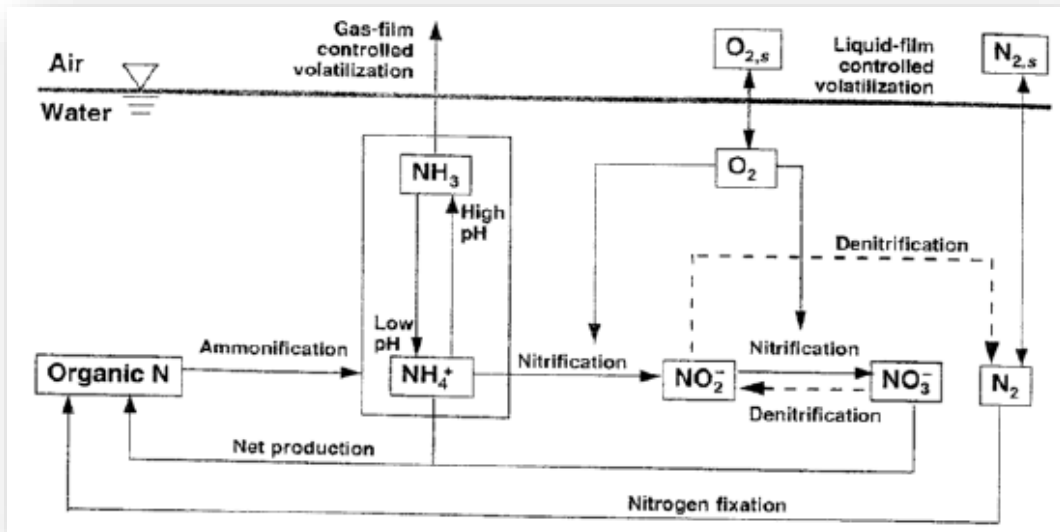 Gas-film
controlled
volatilization
O₂,s
Liquid-film
controlled
volatilization
N₂,s
Air
Water
NH₃
O₂
High
pH
Denitrification
Low
pH
Ammonification
Nitrification
Nitrification
Organic N
NH₄⁺
NO₂⁻
NO₃⁻
N₂
Denitrification
Net production
Nitrogen fixation